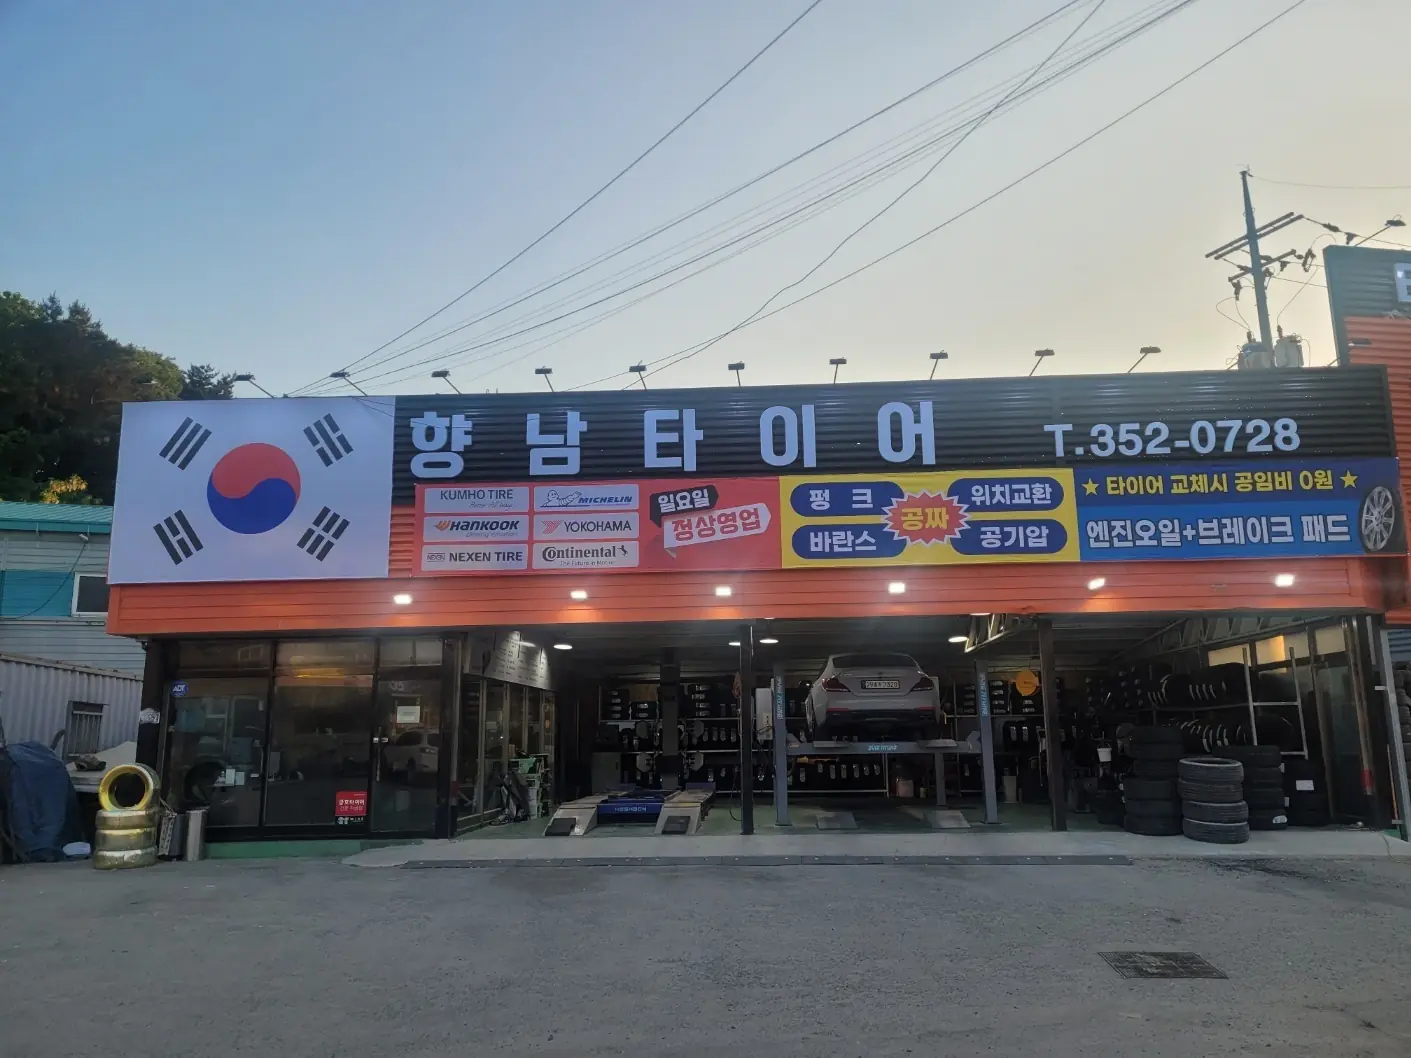 향남타이어
T.352-0728
KUMHO TIRE
MICHELIN
HANKOOK
YOKOHAMA
NEXEN NEXEN TIRE
Continental
일요일
정상영업
펑크
위치교환
공짜
바란스
공기압
★ 타이어 교체시 공임비 0원 ★
엔진오일+브레이크 패드
ADT